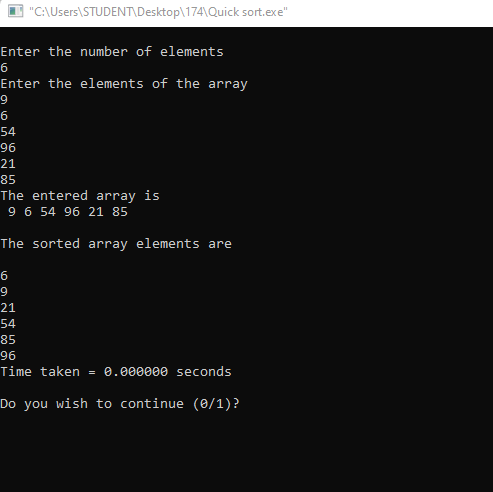 "C:\Users\STUDENT\Desktop\174\Quick sort.exe"
Enter the number of elements
6
Enter the elements of the array
9
6
54
96
21
85
The entered array is
9 6 54 96 21 85
The sorted array elements are
6
9
21
54
85
96
Time taken = 0.000000 seconds
Do you wish to continue (0/1)?